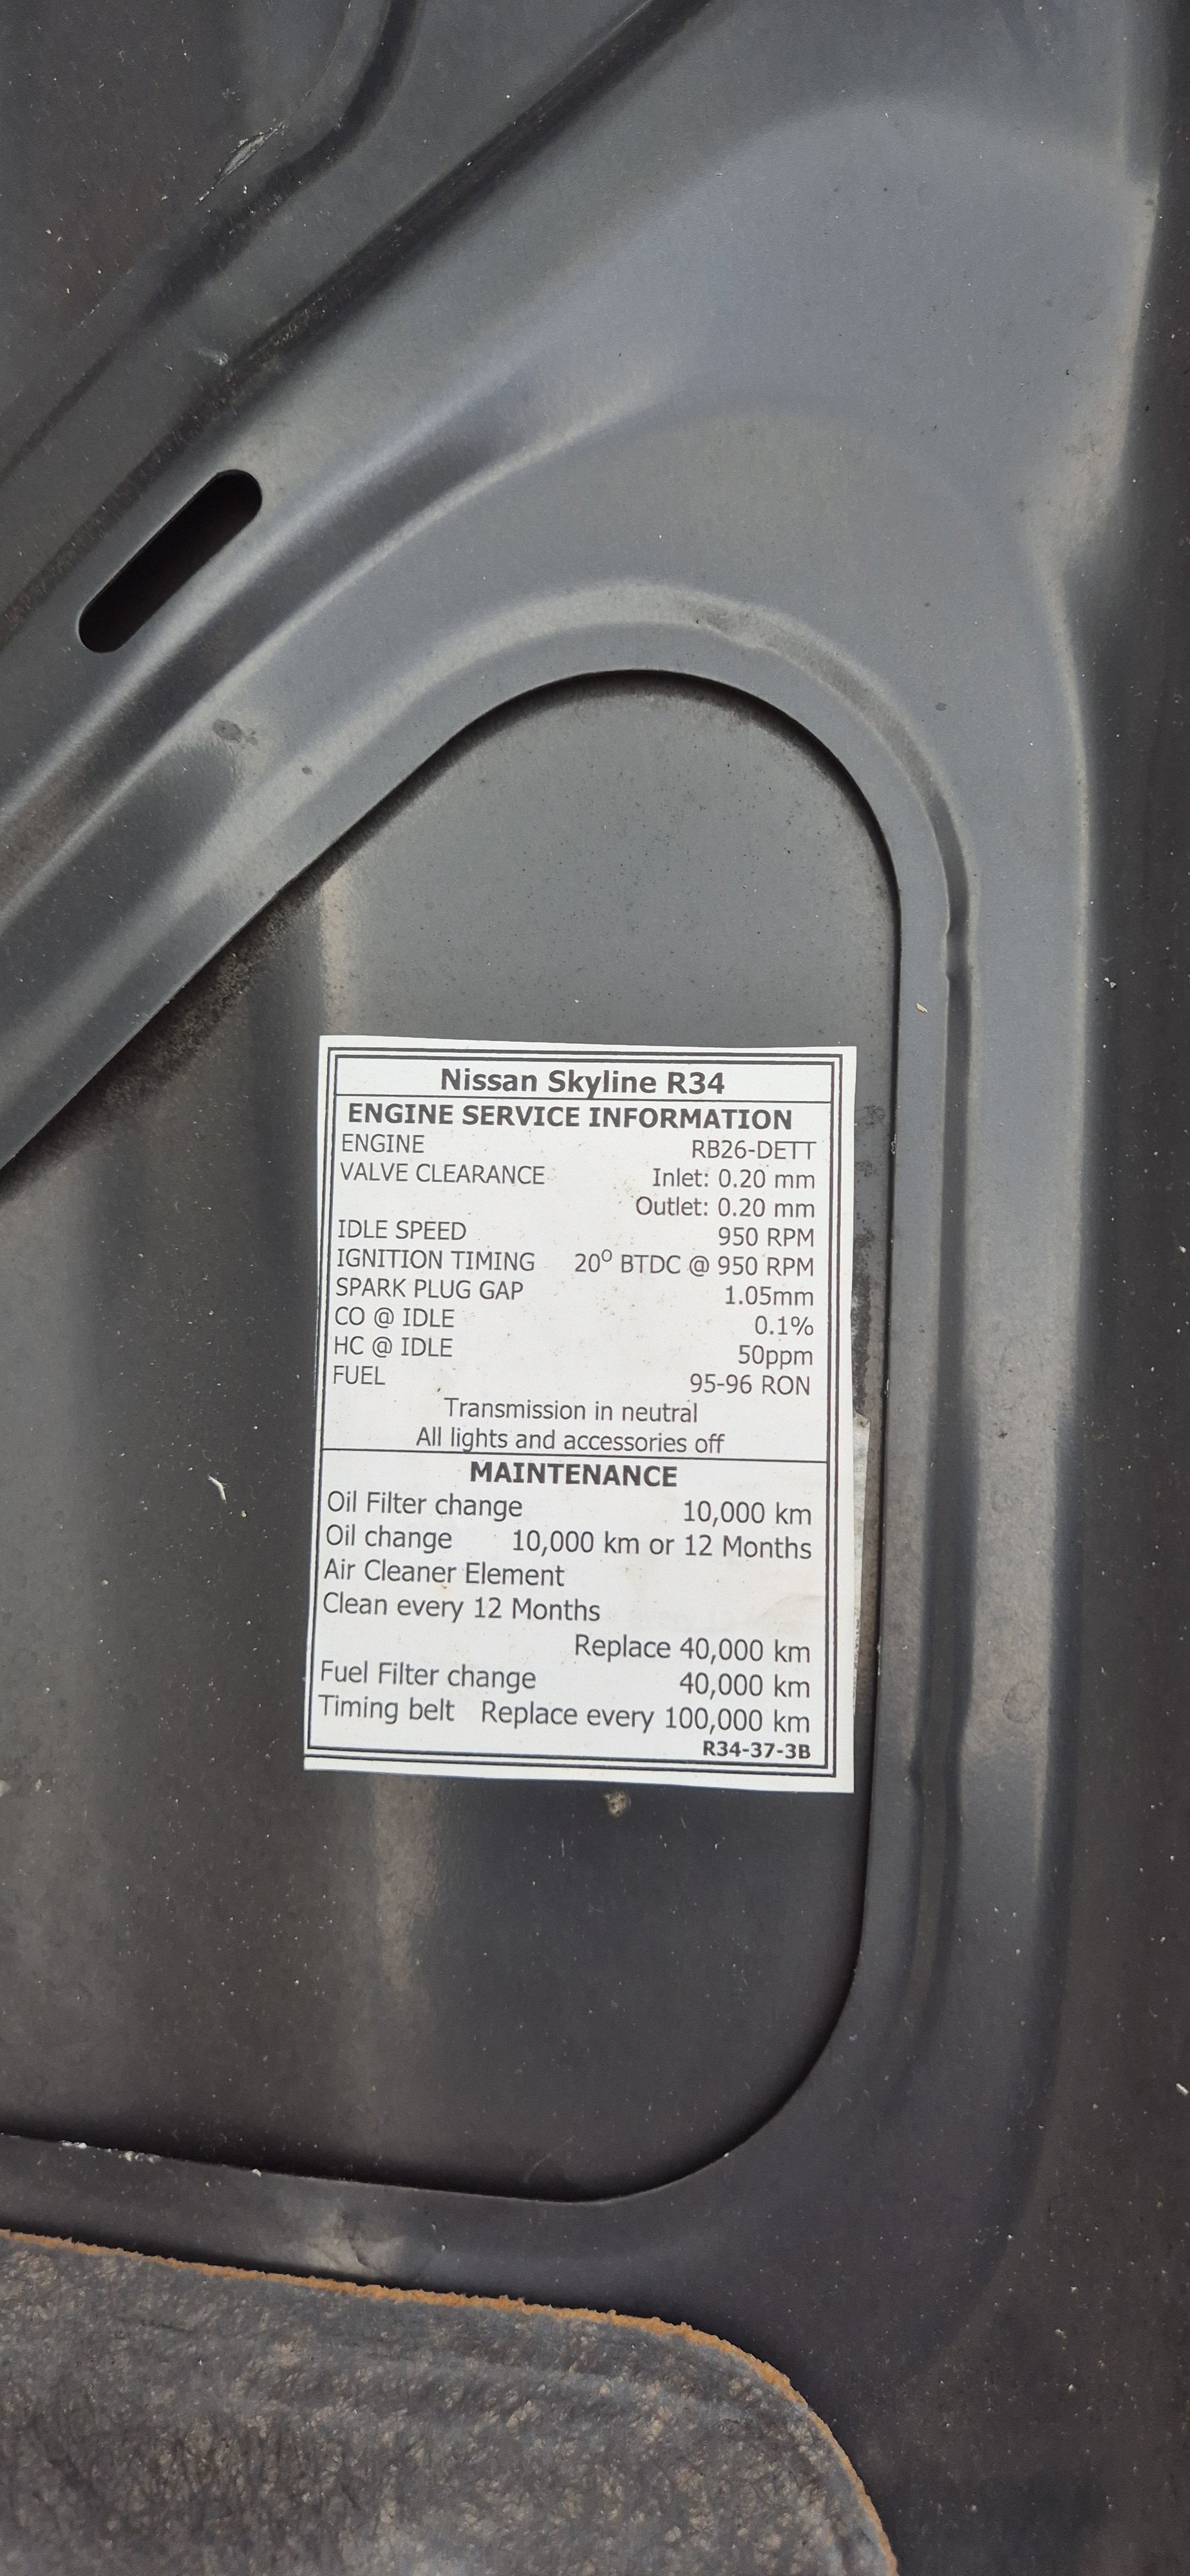 Nissan Skyline R34
ENGINE SERVICE INFORMATION
ENGINE RB26-DETT
VALVE CLEARANCE Inlet: 0.20 mm
Outlet: 0.20 mm
IDLE SPEED 950 RPM
IGNITION TIMING 20⁰ BTDC @ 950 RPM
SPARK PLUG GAP 1.05mm
CO @ IDLE 0.1%
HC @ IDLE 50ppm
FUEL 95-96 RON
Transmission in neutral
All lights and accessories off
MAINTENANCE
Oil Filter change 10,000 km
Oil change 10,000 km or 12 Months
Air Cleaner Element
Clean every 12 Months
Replace 40,000 km
Fuel Filter change 40,000 km
Timing belt Replace every 100,000 km
R34-37-3B